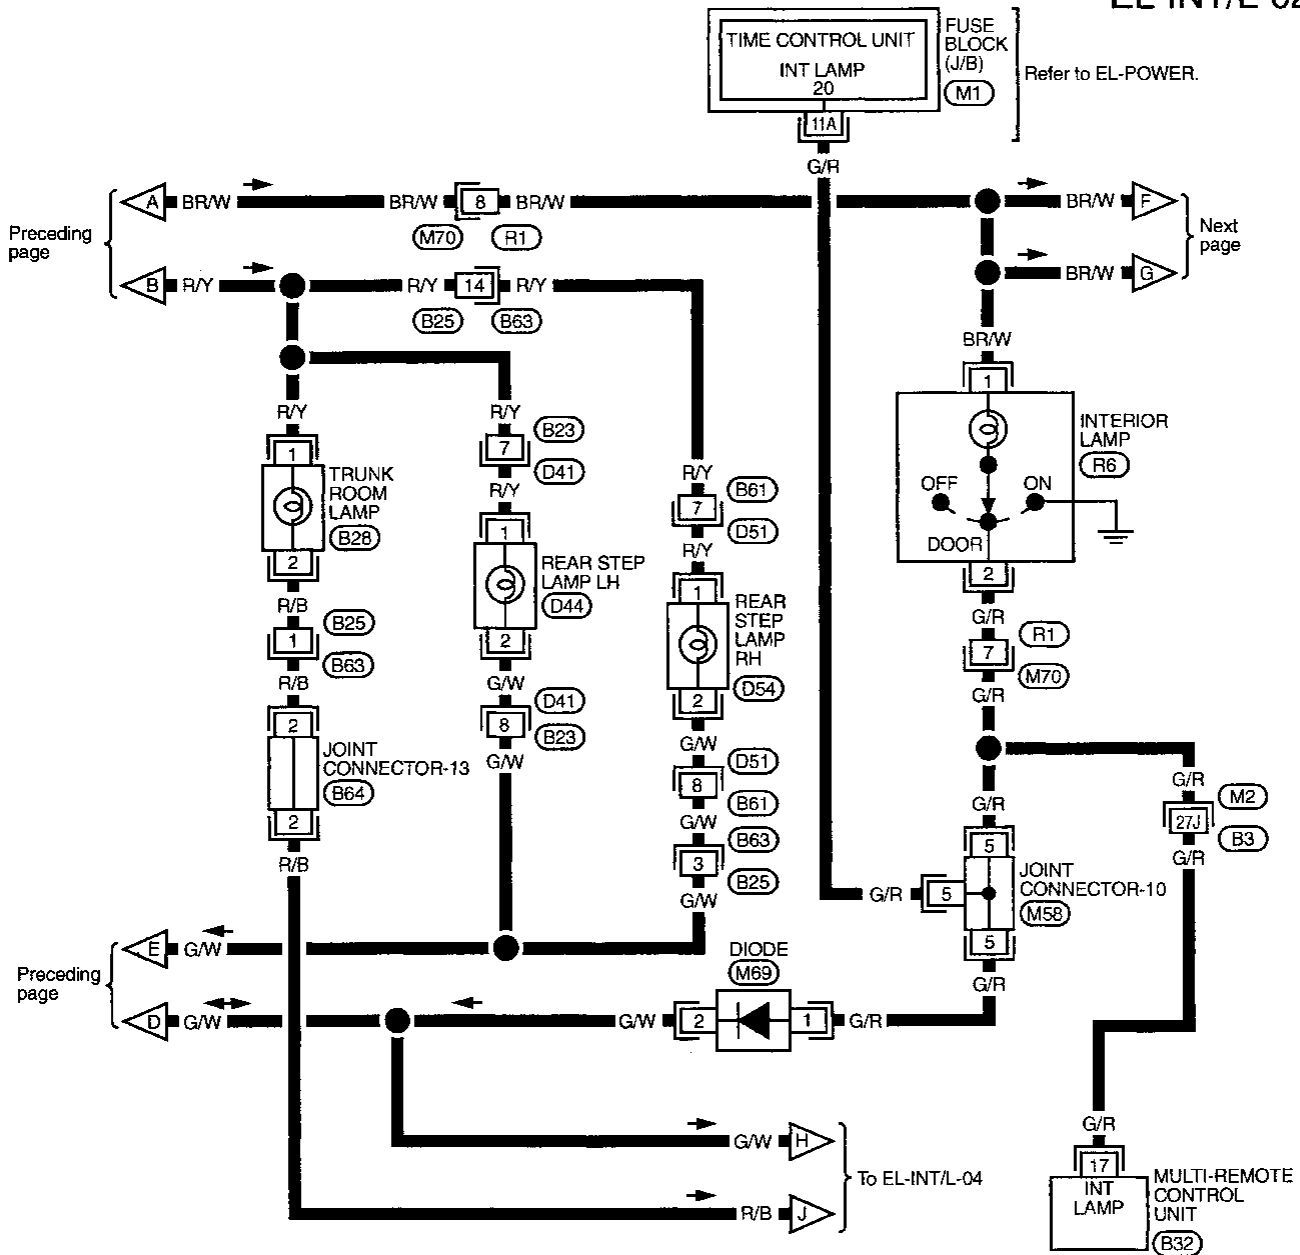 EL-INT/L-02
TIME CONTROL UNIT
INT LAMP
20
FUSE
BLOCK
(J/B)
M1
Refer to EL-POWER.
11A
G/R
Preceding
page
A BR/W BR/W 8 BR/W BR/W F
M70 R1
Next
page
B R/Y R/Y 14 R/Y BR/W G
B25 B63
BR/W
1
INTERIOR
LAMP
R6
OFF ON
DOOR
2
G/R
7
R1
M70
G/R
R/Y
1
TRUNK
ROOM
LAMP
B28
2
R/B
1
B25
B63
R/B
2
JOINT
CONNECTOR-13
B64
2
R/B
R/Y
7
B23
D41
R/Y
1
REAR STEP
LAMP LH
D44
2
G/W
8
D41
B23
G/W
R/Y
7
B61
D51
R/Y
1
REAR
STEP
LAMP
RH
D54
2
G/W
8
D51
B61
G/W
3
B63
B25
G/W
G/R
5
G/R 5
JOINT
CONNECTOR-10
M58
5
G/R
G/R
27J
M2
B3
G/R
Preceding
page
E G/W
DIODE
M69
D G/W G/W 2 1 G/R
G/W H
To EL-INT/L-04
R/B J
G/R
17
INT
LAMP
MULTI-REMOTE
CONTROL
UNIT
B32